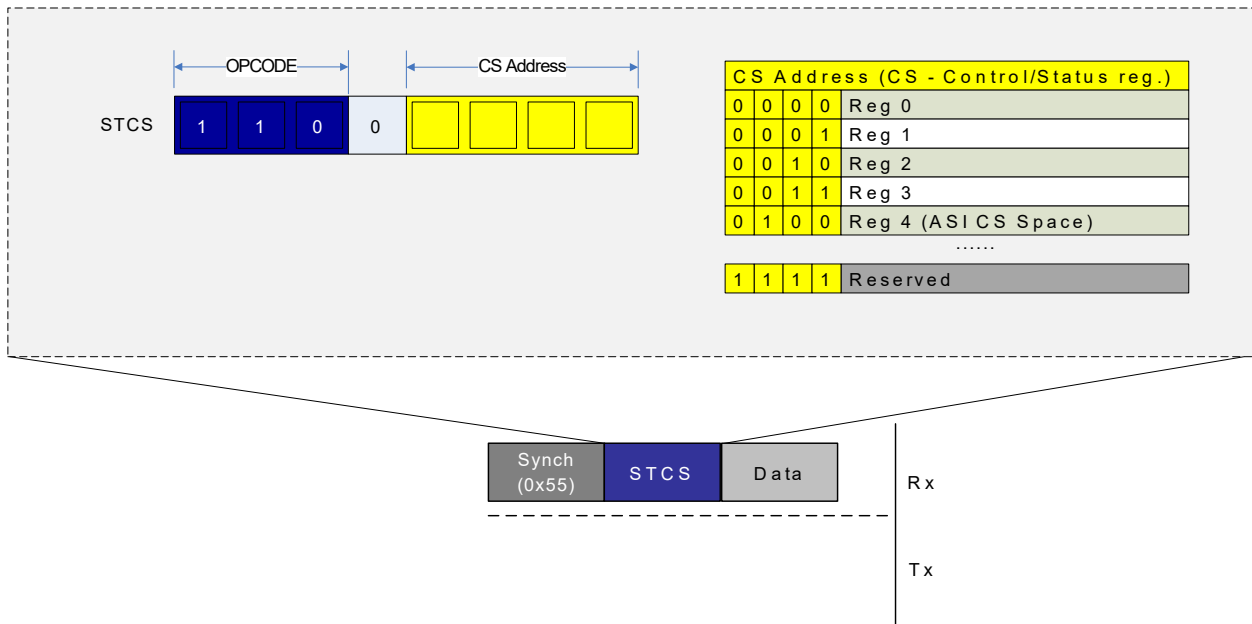 OPCODE CS Address
STCS 1 1 0 0
CS Address (CS - Control/Status reg.)
0 0 0 0 Reg 0
0 0 0 1 Reg 1
0 0 1 0 Reg 2
0 0 1 1 Reg 3
0 1 0 0 Reg 4 (ASI CS Space)
......
1 1 1 1 Reserved
Synch
(0x55)
STCS
Data
Rx
Tx